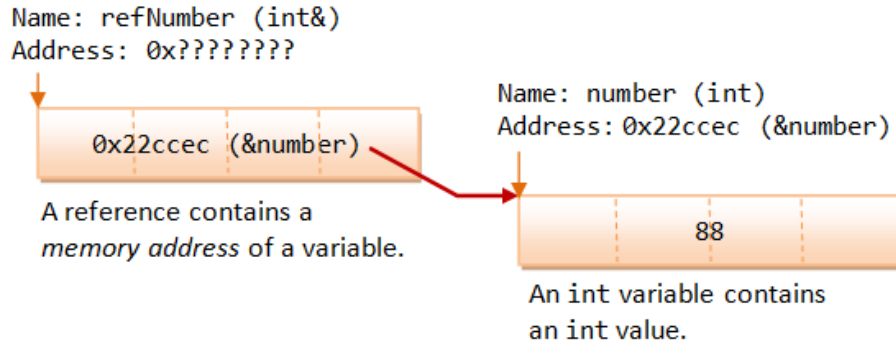 Name: refNumber (int&)
Address: 0x????????
0x22ccec (&number)
A reference contains a
memory address of a variable.
Name: number (int)
Address: 0x22ccec (&number)
88
An int variable contains
an int value.